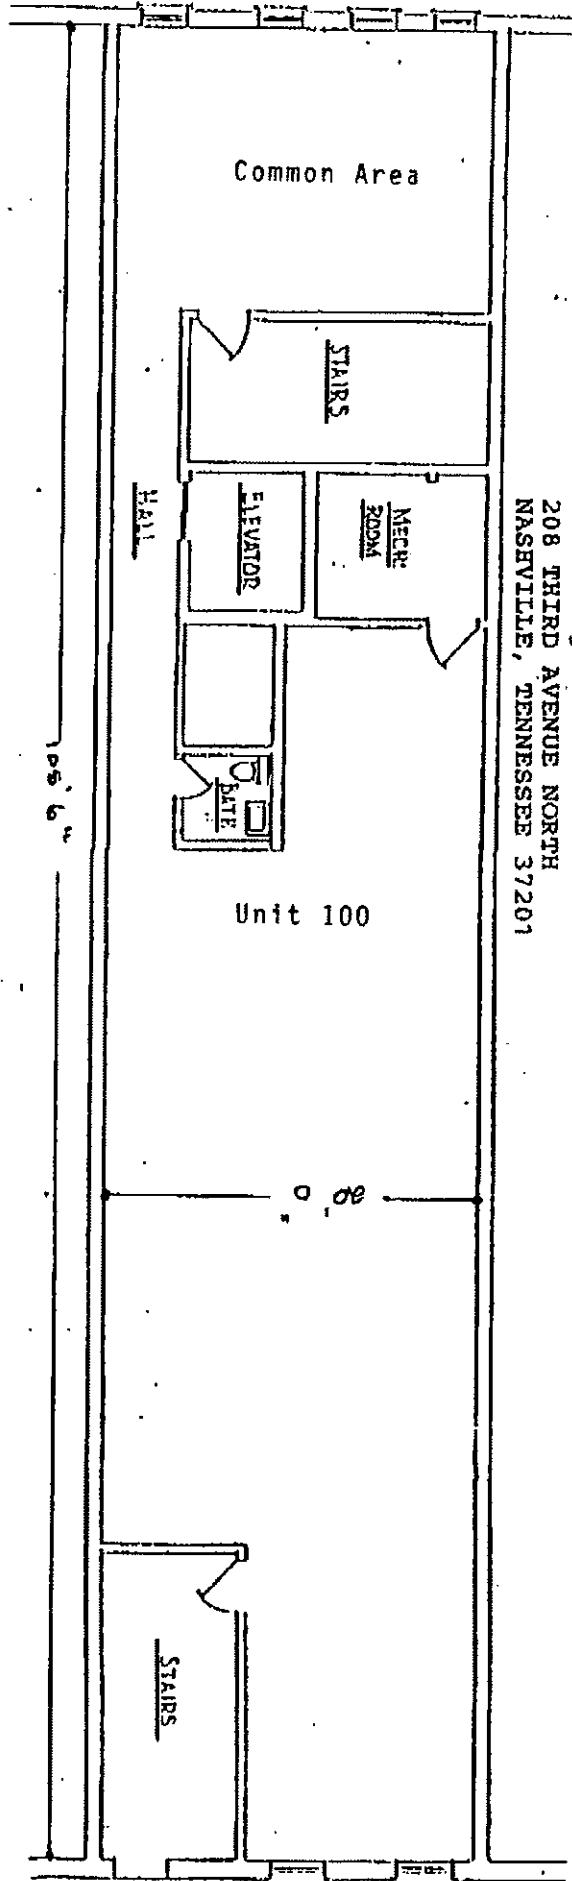 Common Area
STAIRS
208 THIRD AVENUE NORTH
NASHVILLE, TENNESSEE 37201
MECH.
ROOM
ELEVATOR
HALL
105' 6"
BATH
Unit 100
20' 0"
STAIRS